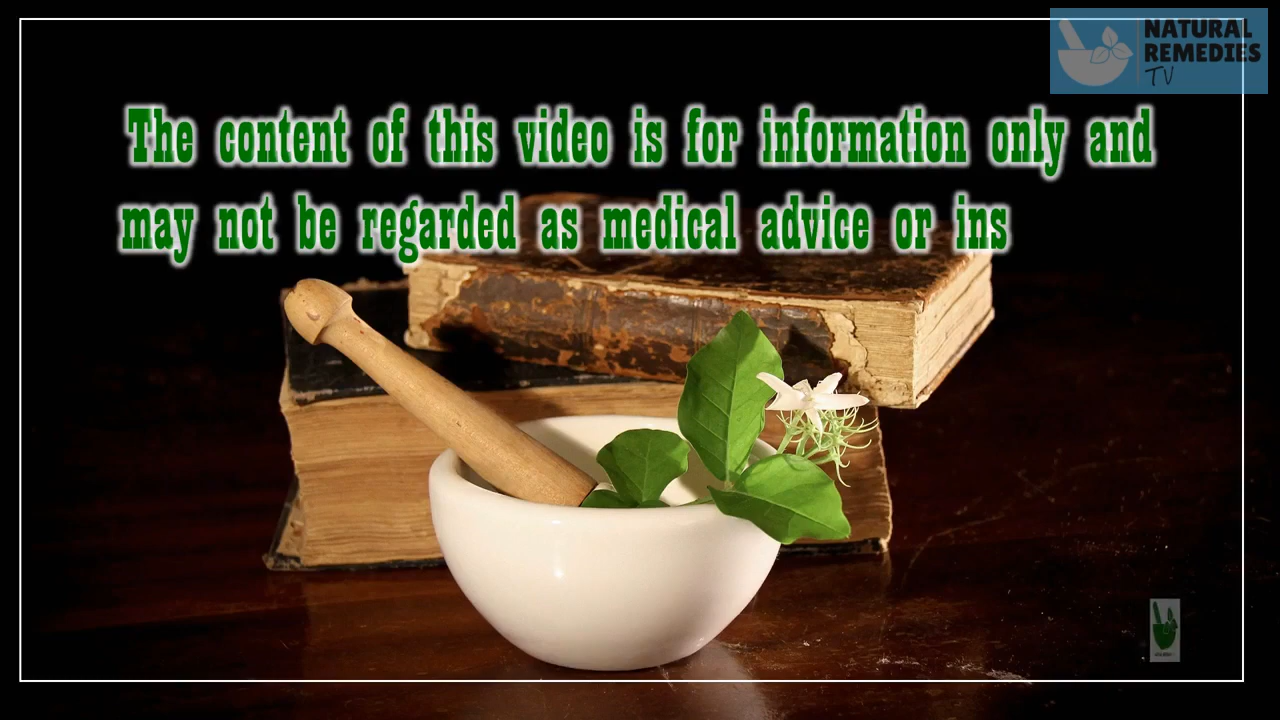 NATURAL
REMEDIES
TV
The content of this video is for information only and
may not be regarded as medical advice or ins